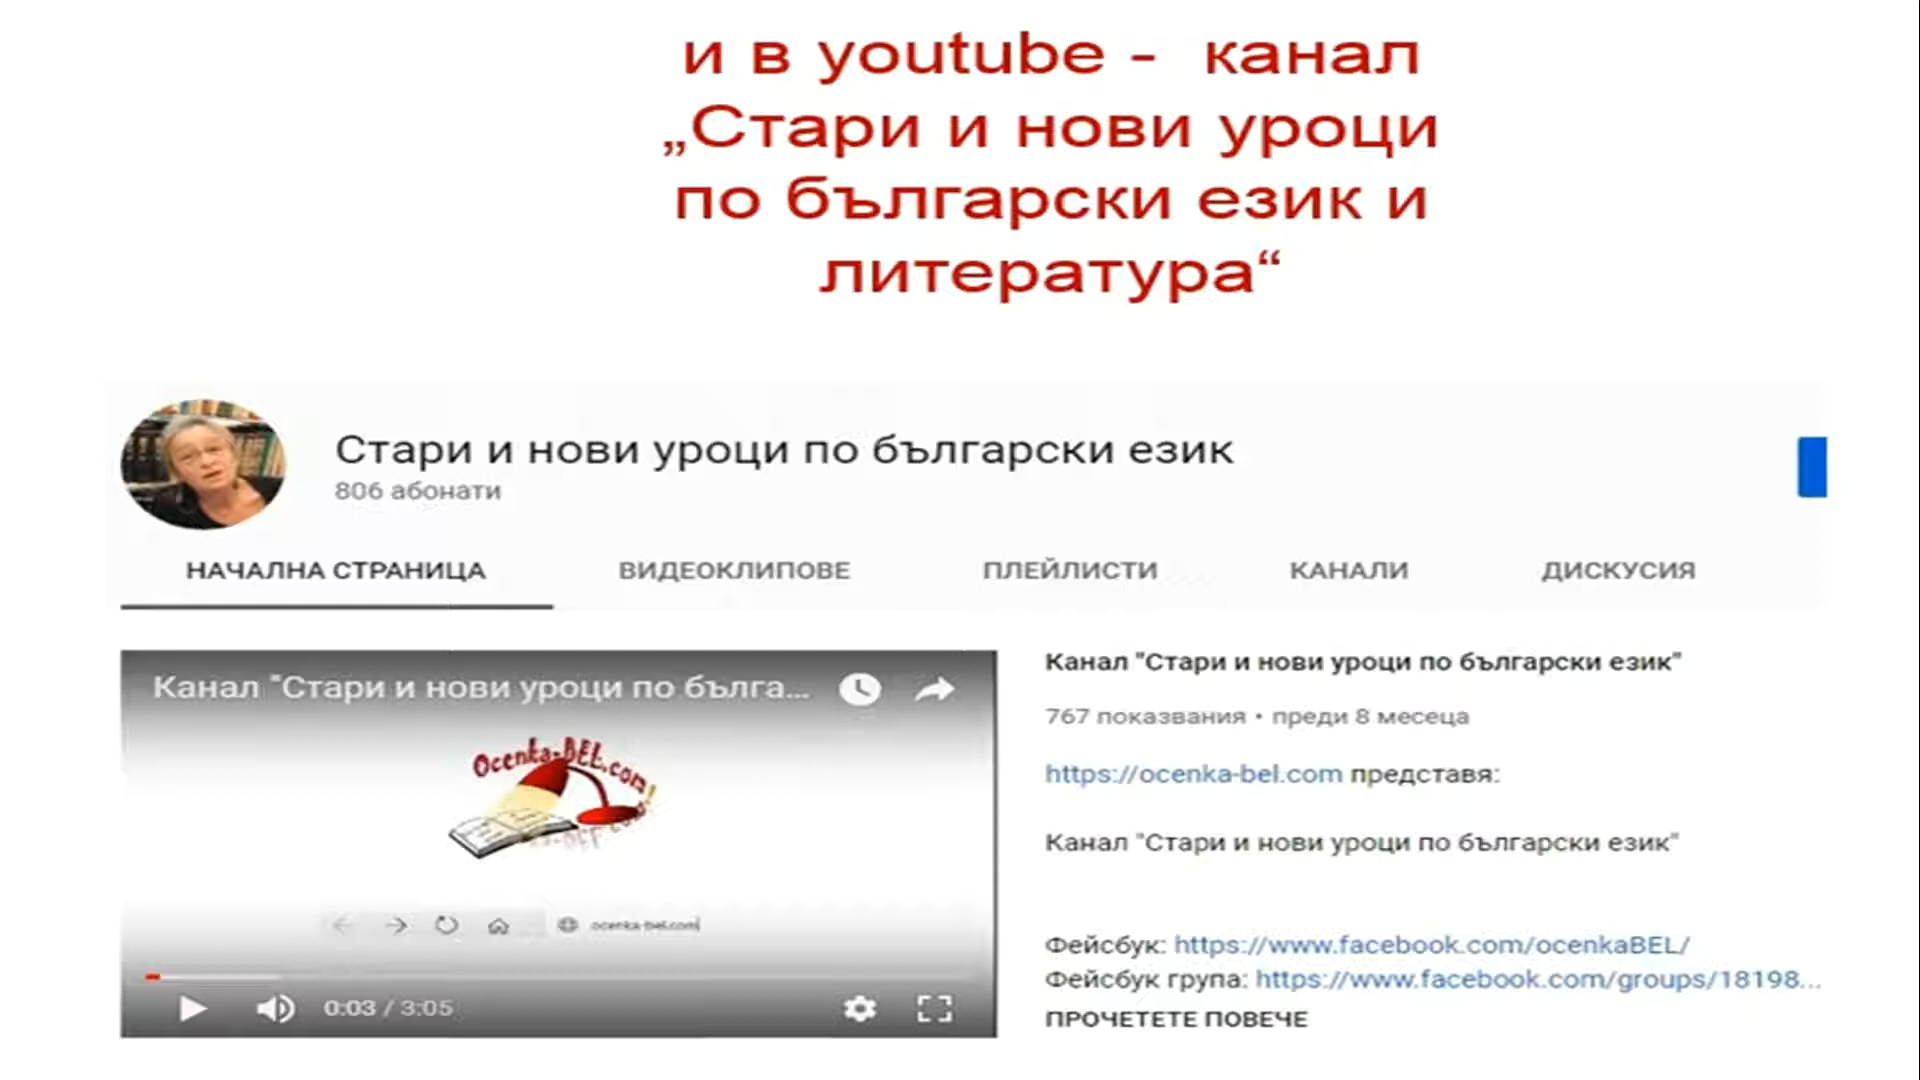 и в youtube - канал
„Стари и нови уроци
по български език и
литература“
Стари и нови уроци по български език
806 абонати
НАЧАЛНА СТРАНИЦА ВИДЕОКЛИПОВЕ ПЛЕЙЛИСТИ КАНАЛИ ДИСКУСИЯ
Канал "Стари и нови уроци по бълга...
Ocenka-BEL.com!
ocenka-bel.com
0:03 / 3:05
Канал "Стари и нови уроци по български език"
767 показвания • преди 8 месеца
https://ocenka-bel.com представя:
Канал "Стари и нови уроци по български език"
Фейсбук: https://www.facebook.com/ocenkaBEL/
Фейсбук група: https://www.facebook.com/groups/18198...
ПРОЧЕТЕТЕ ПОВЕЧЕ